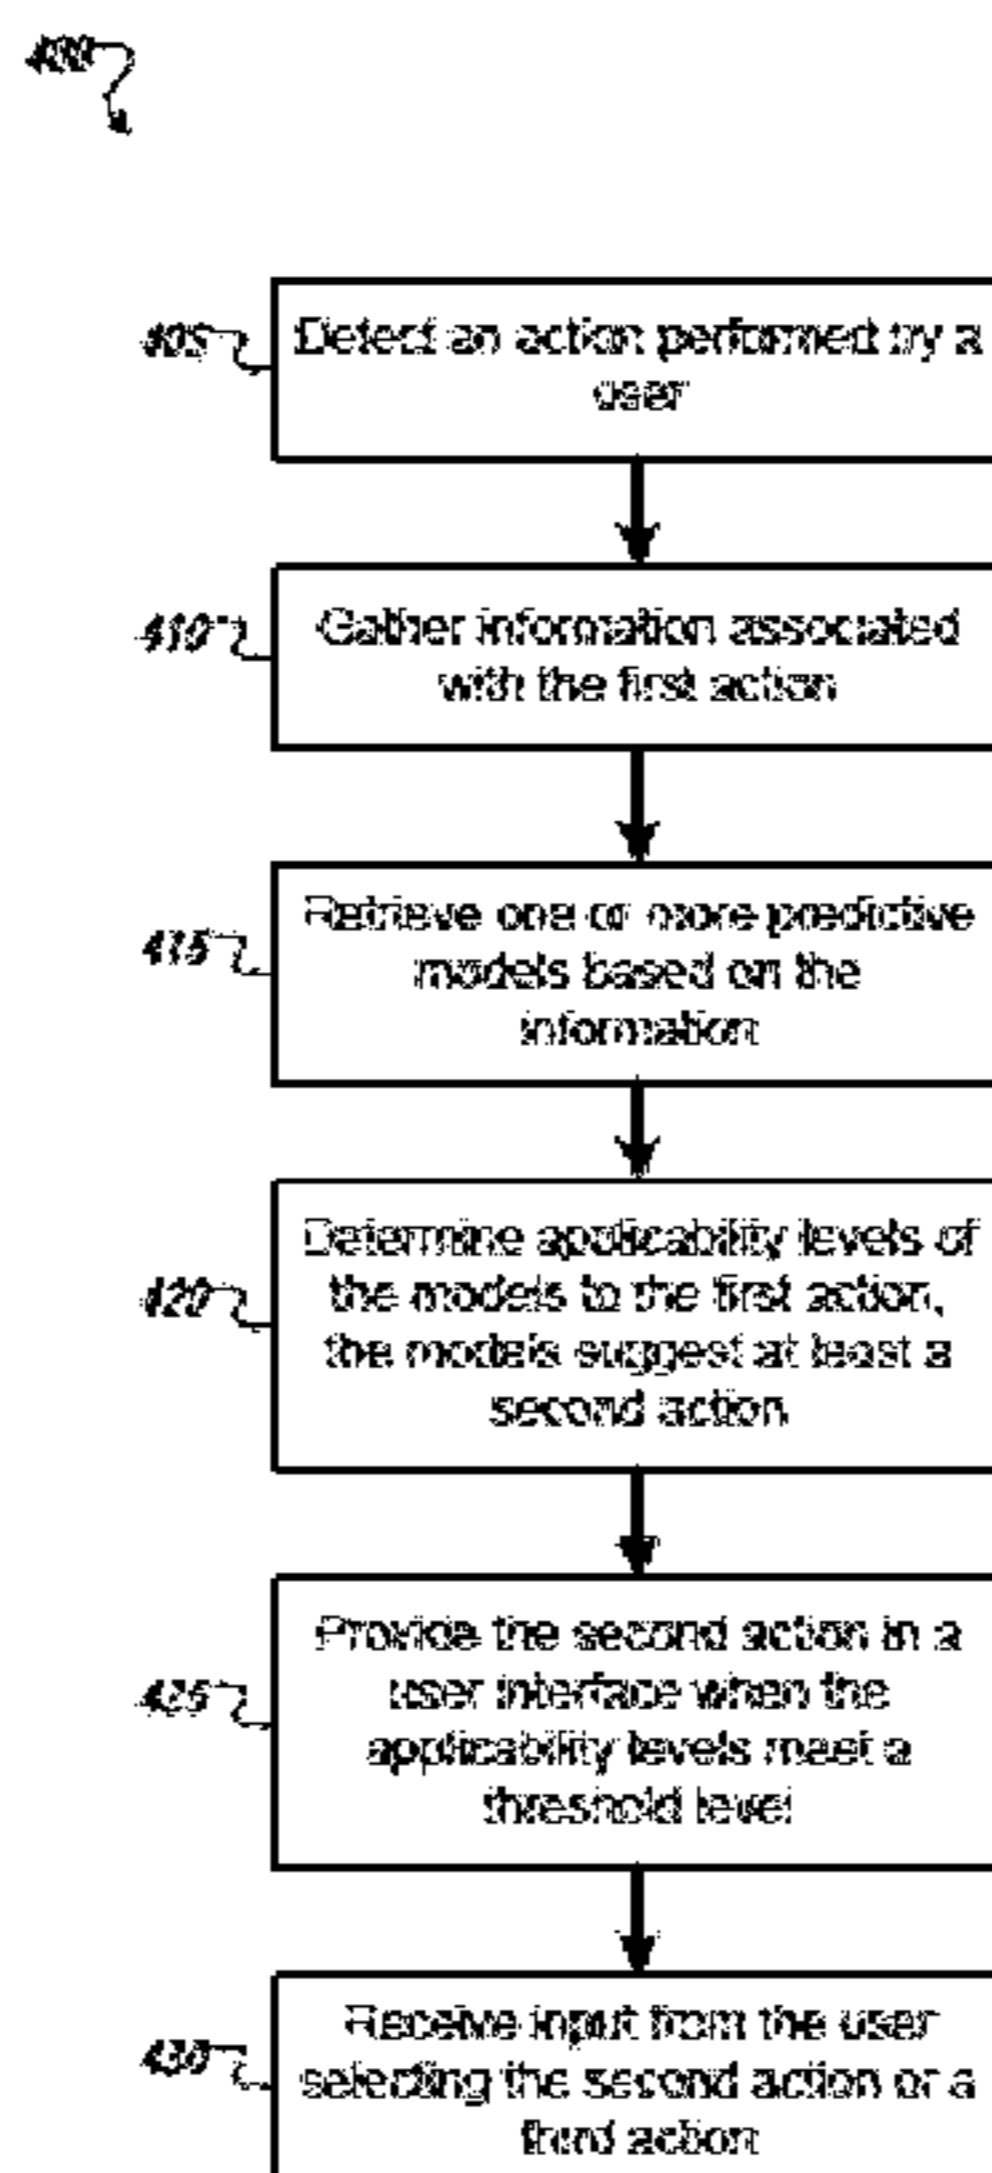 400
405
Detect an action performed by a
user
410
Gather information associated
with the first action
415
Retrieve one or more predictive
models based on the
information
420
Determine applicability levels of
the models to the first action,
the models suggest at least a
second action
425
Provide the second action in a
user interface when the
applicability levels meet a
threshold level
430
Receive input from the user
selecting the second action or a
third action